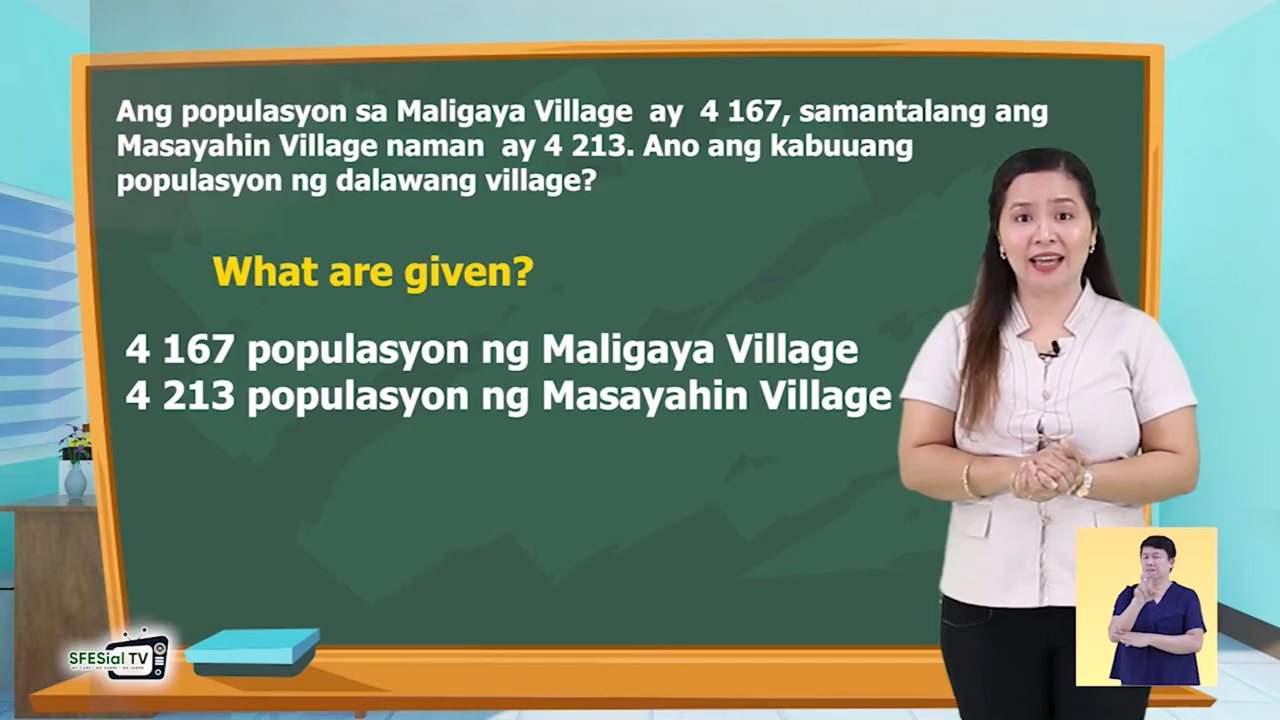 Ang populasyon sa Maligaya Village ay 4 167, samantalang ang
Masayahin Village naman ay 4 213. Ano ang kabuuang
populasyon ng dalawang village?
What are given?
4 167 populasyon ng Maligaya Village
4 213 populasyon ng Masayahin Village
SFESial TV